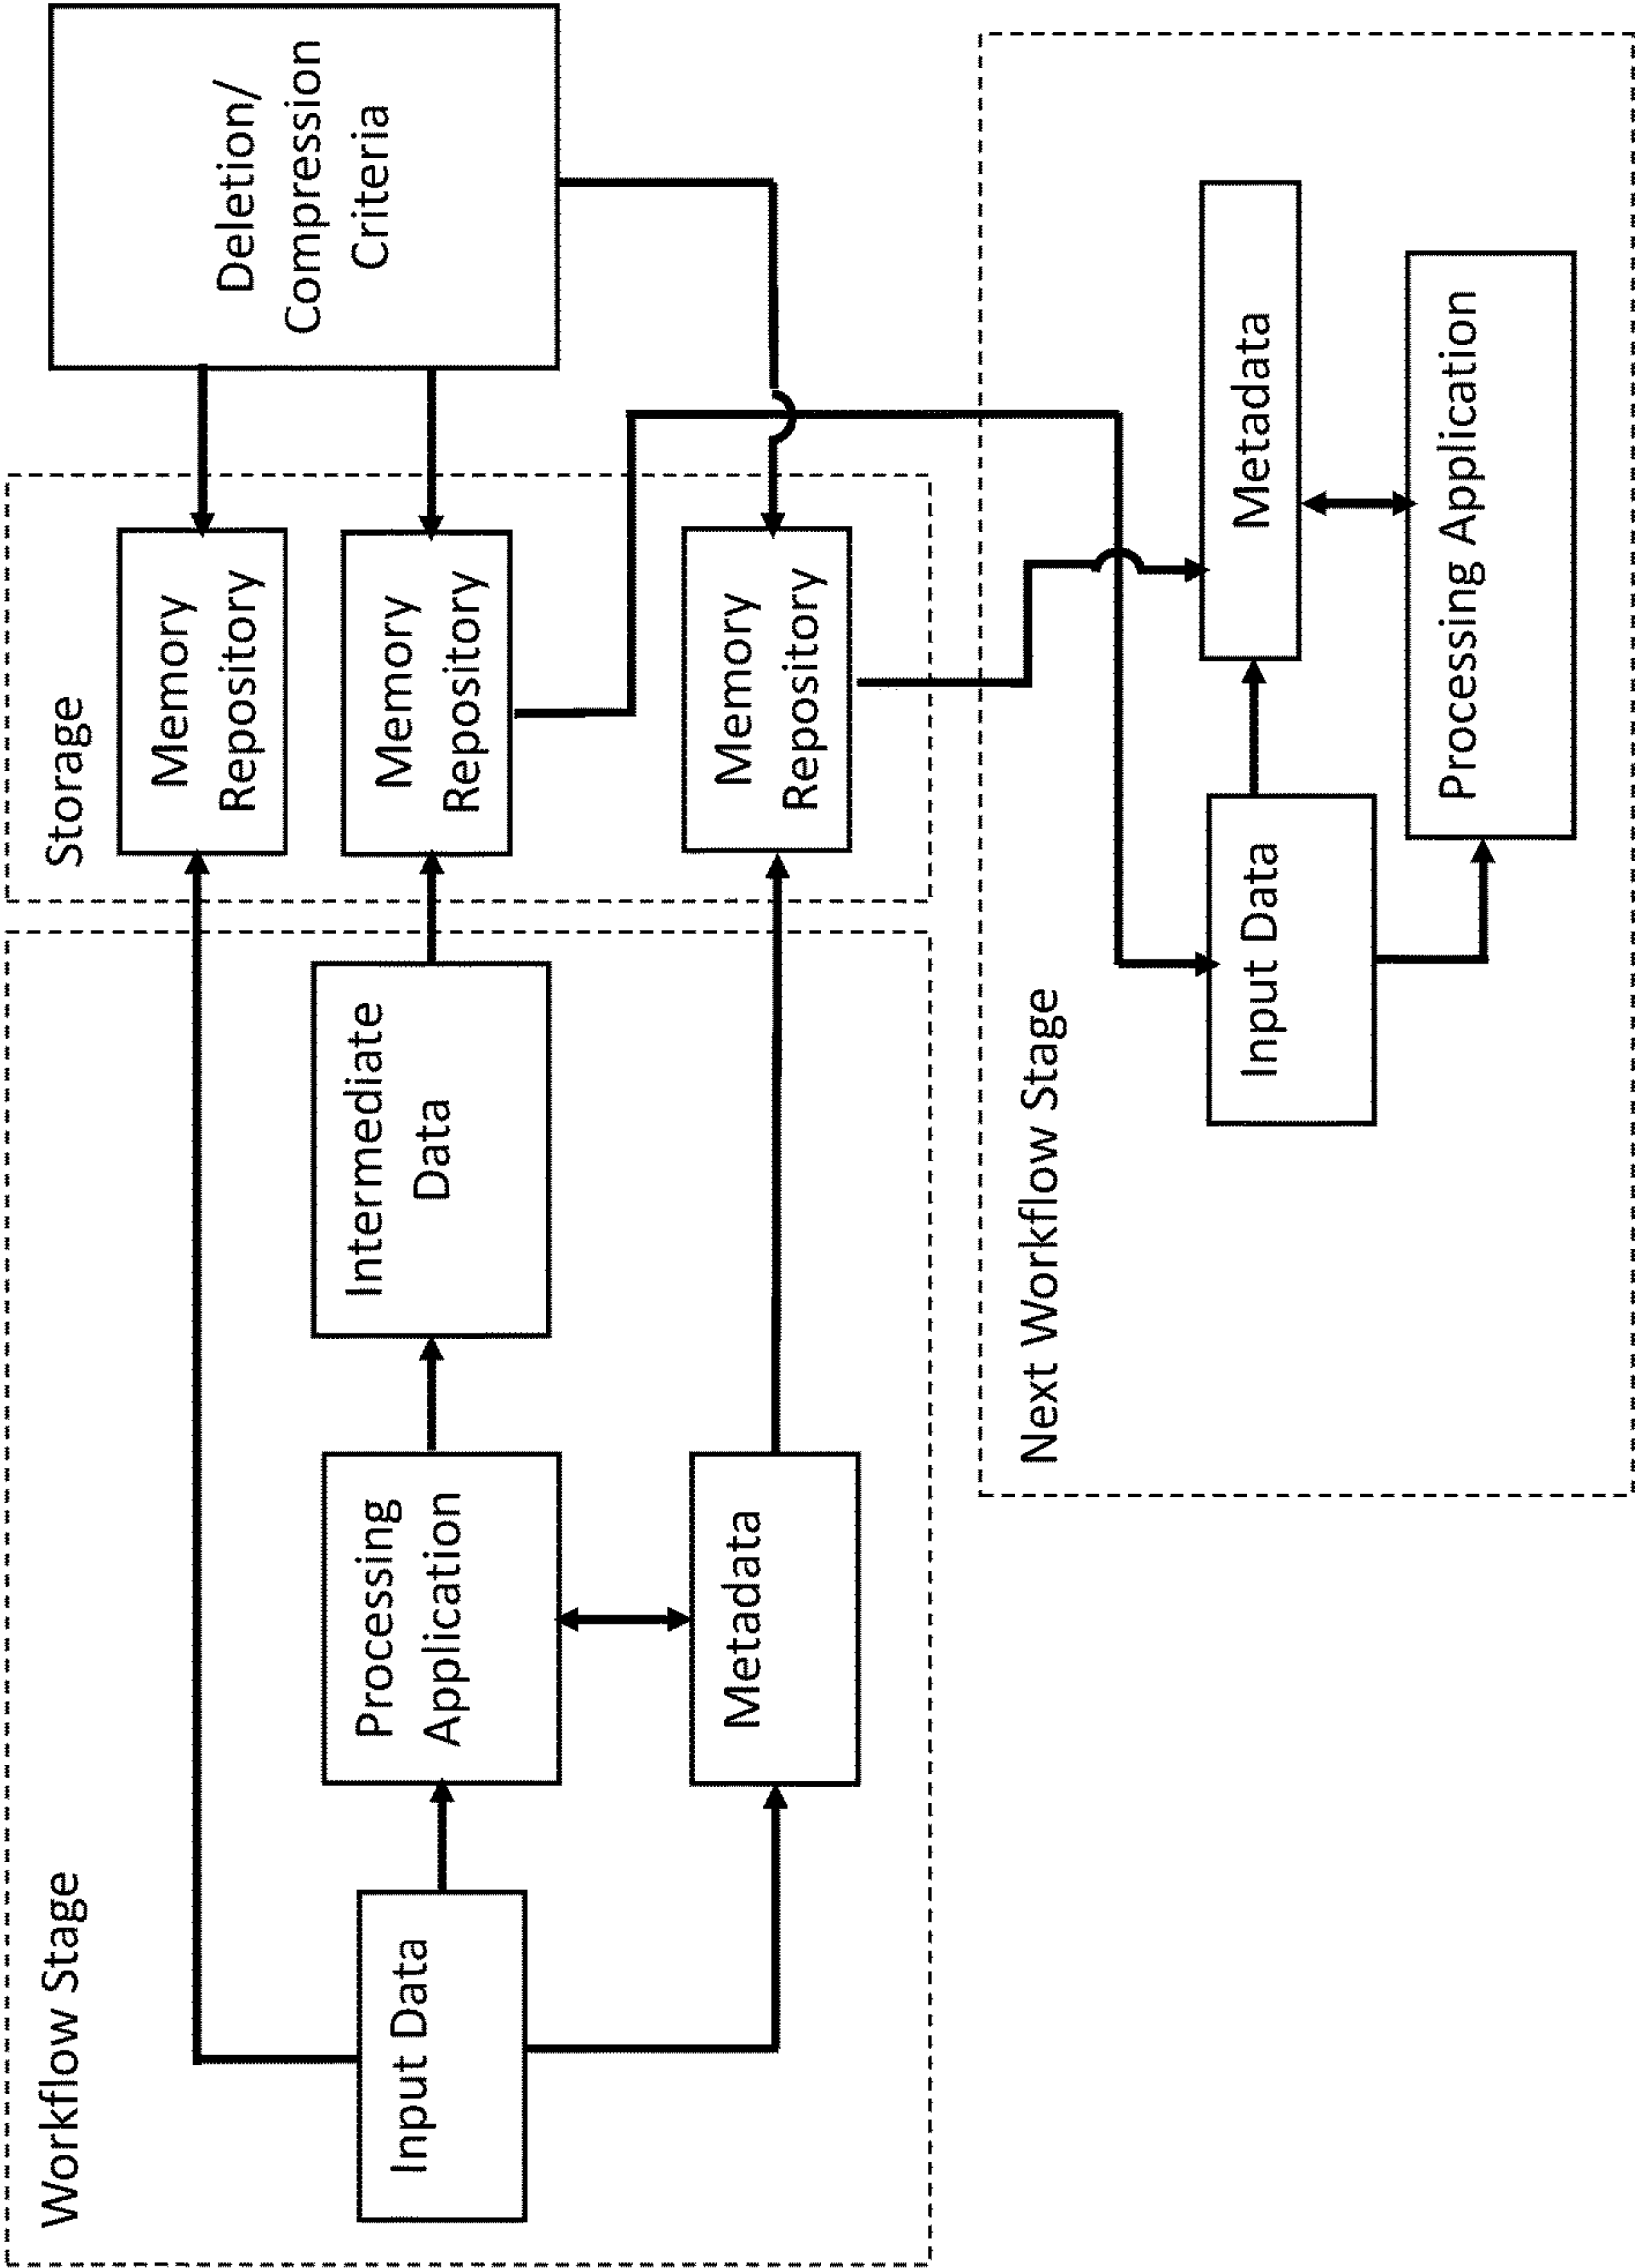 Workflow Stage
Input Data
Processing
Application
Metadata
Intermediate
Data
Storage
Memory
Repository
Memory
Repository
Memory
Repository
Deletion/
Compression
Criteria
Next Workflow Stage
Input Data
Metadata
Processing Application